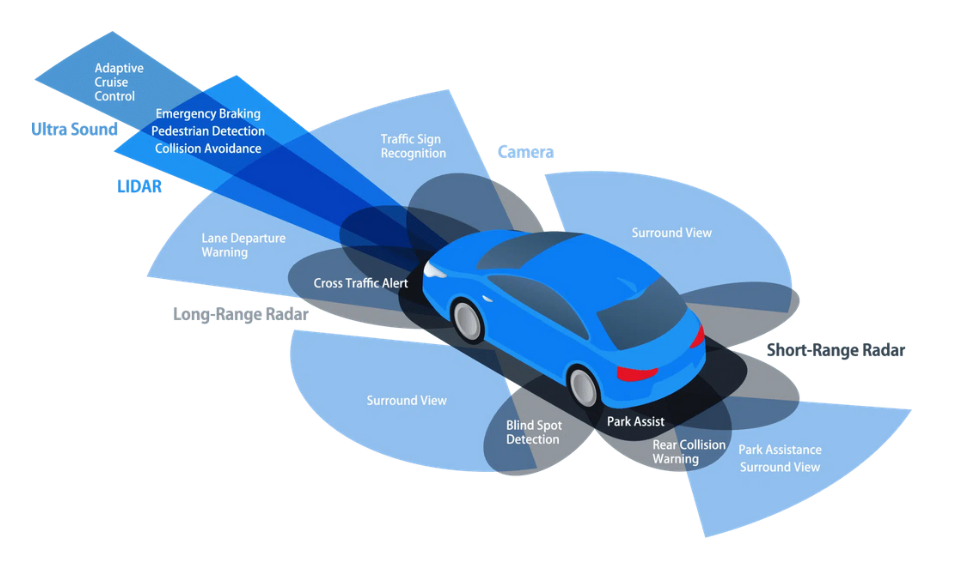 Adaptive
Cruise
Control
Ultra Sound
Emergency Braking
Pedestrian Detection
Collision Avoidance
LIDAR
Traffic Sign
Recognition
Camera
Lane Departure
Warning
Surround View
Cross Traffic Alert
Long-Range Radar
Short-Range Radar
Surround View
Blind Spot
Detection
Park Assist
Rear Collision
Warning
Park Assistance
Surround View